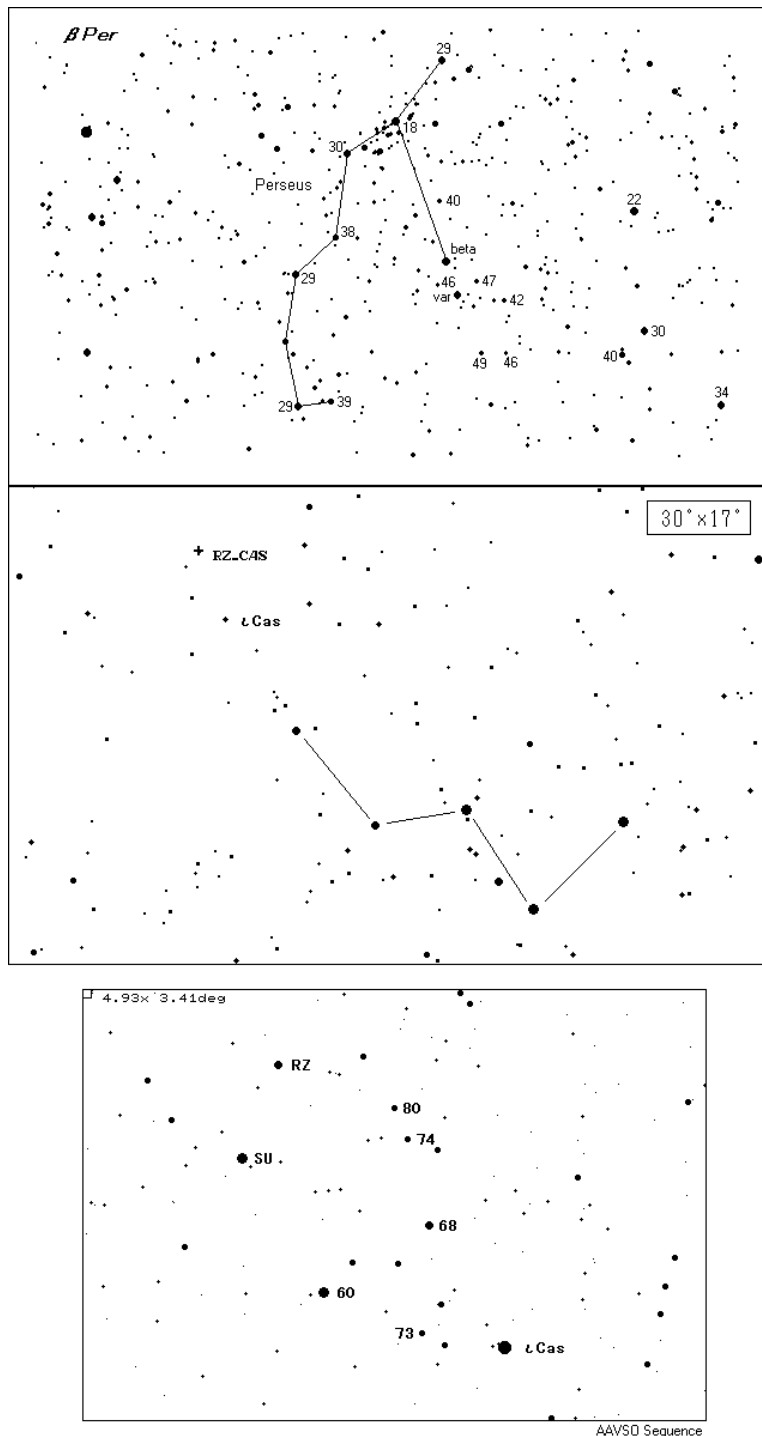 β Per
29
18
30
Perseus
40
22
38
beta
29
46 47
var 42
30
49 46 40
34
29 39
30°×17°
RZ_CAS
ι Cas
4.93x 3.41deg
RZ
80
74
SU
68
60
73
ι Cas
AAVSO Sequence